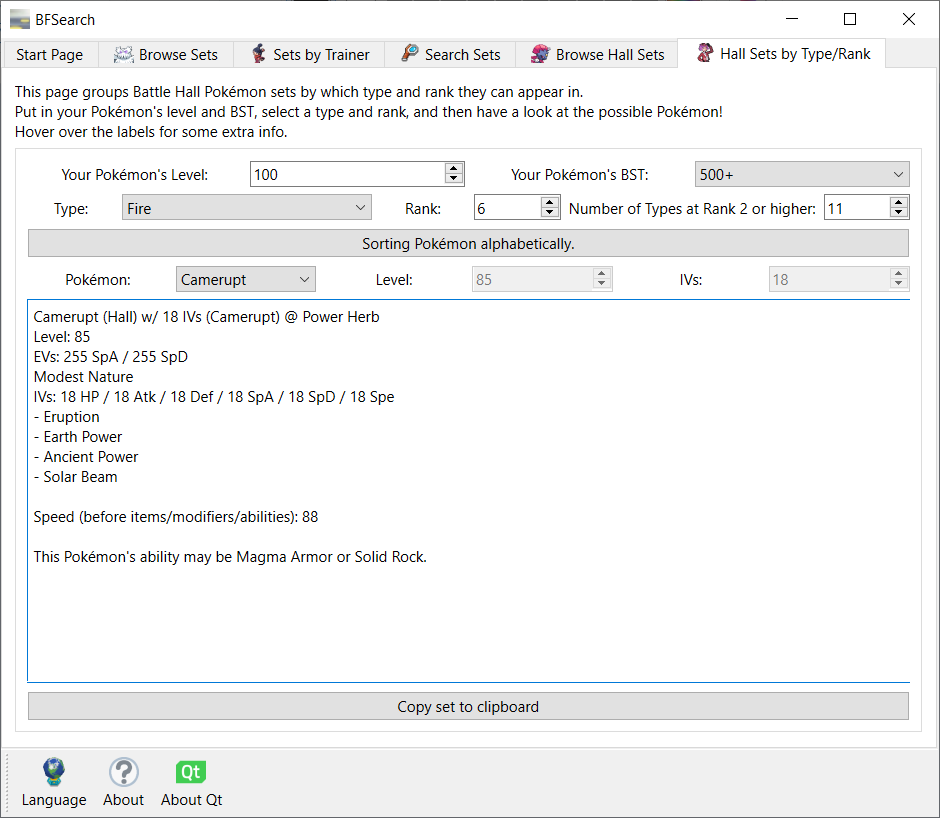 BFSearch
Start Page
Browse Sets
Sets by Trainer
Search Sets
Browse Hall Sets
Hall Sets by Type/Rank
This page groups Battle Hall Pokémon sets by which type and rank they can appear in.
Put in your Pokémon's level and BST, select a type and rank, and then have a look at the possible Pokémon!
Hover over the labels for some extra info.
Your Pokémon's Level: 100 Your Pokémon's BST: 500+
Type: Fire Rank: 6 Number of Types at Rank 2 or higher: 11
Sorting Pokémon alphabetically.
Pokémon: Camerupt Level: 85 IVs: 18
Camerupt (Hall) w/ 18 IVs (Camerupt) @ Power Herb
Level: 85
EVs: 255 SpA / 255 SpD
Modest Nature
IVs: 18 HP / 18 Atk / 18 Def / 18 SpA / 18 SpD / 18 Spe
- Eruption
- Earth Power
- Ancient Power
- Solar Beam
Speed (before items/modifiers/abilities): 88
This Pokémon's ability may be Magma Armor or Solid Rock.
Copy set to clipboard
Qt
Language
About
About Qt